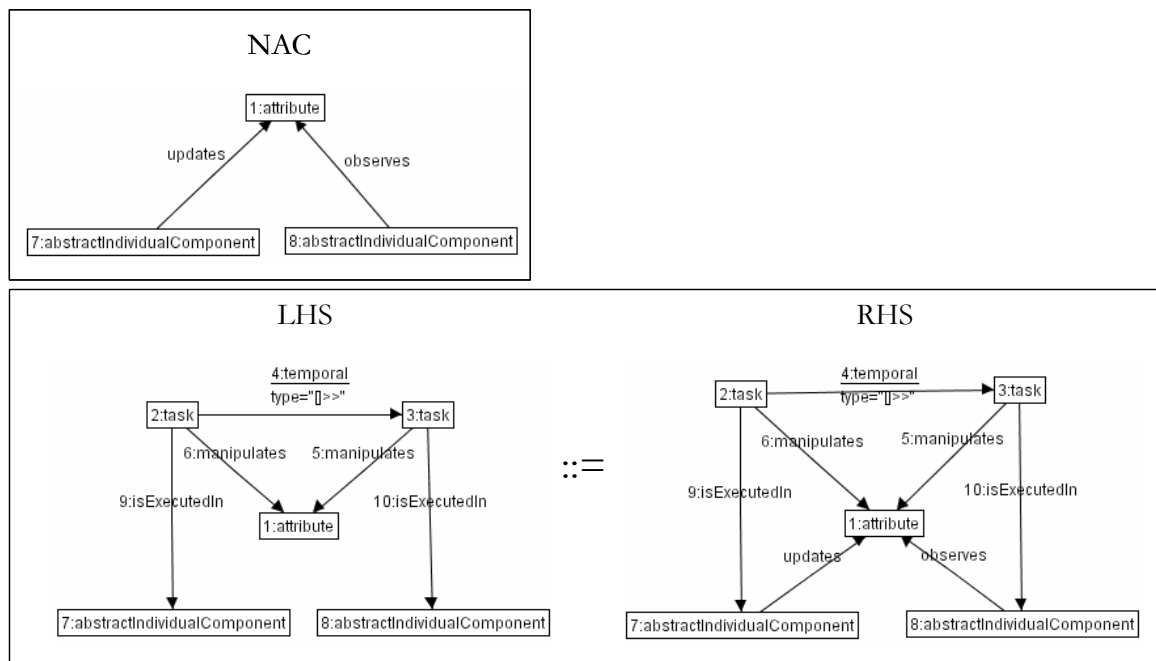 NAC
1:attribute
updates
observes
7:abstractIndividualComponent
8:abstractIndividualComponent
LHS
RHS
4:temporal
type="[]>>"
2:task
3:task
6:manipulates
5:manipulates
9:isExecutedIn
10:isExecutedIn
1:attribute
7:abstractIndividualComponent
8:abstractIndividualComponent
::=
4:temporal
type="[]>>"
2:task
3:task
6:manipulates
5:manipulates
9:isExecutedIn
10:isExecutedIn
1:attribute
updates
observes
7:abstractIndividualComponent
8:abstractIndividualComponent